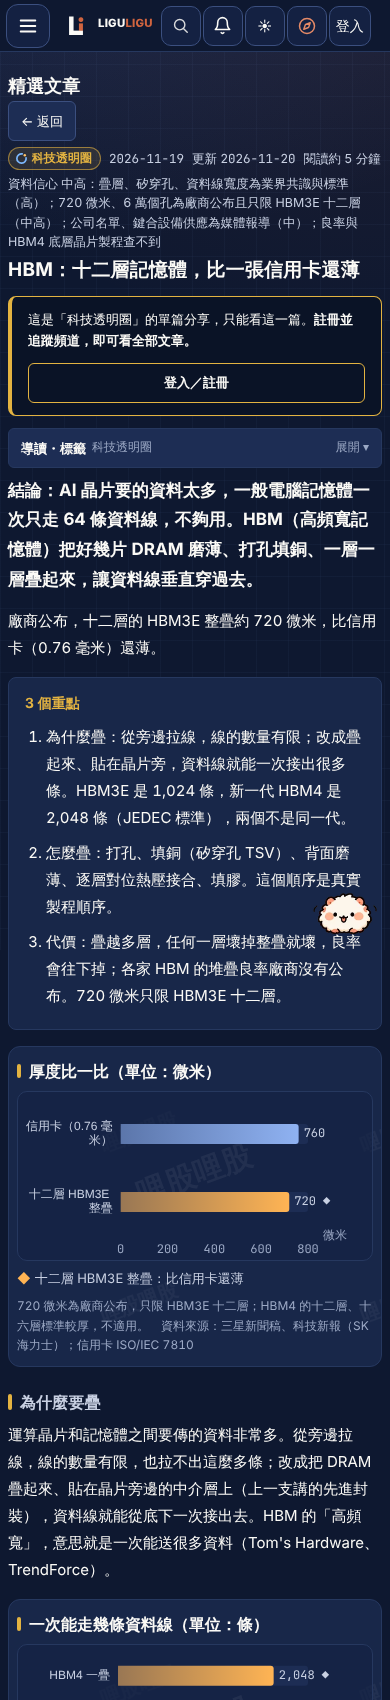 LIGULIGU
登入
精選文章
← 返回
科技透明圈 2026-11-19 更新 2026-11-20 閱讀約 5 分鐘
資料信心 中高：疊層、矽穿孔、資料線寬度為業界共識與標準
（高）；720 微米、6 萬個孔為廠商公布且只限 HBM3E 十二層
（中高）；公司名單、鍵合設備供應為媒體報導（中）；良率與
HBM4 底層晶片製程查不到
HBM：十二層記憶體，比一張信用卡還薄
這是「科技透明圈」的單篇分享，只能看這一篇。註冊並
追蹤頻道，即可看全部文章。
登入／註冊
導讀・標籤 科技透明圈 展開 ▾
結論：AI 晶片要的資料太多，一般電腦記憶體一
次只走 64 條資料線，不夠用。HBM（高頻寬記
憶體）把好幾片 DRAM 磨薄、打孔填銅、一層一
層疊起來，讓資料線垂直穿過去。
廠商公布，十二層的 HBM3E 整疊約 720 微米，比信用
卡（0.76 毫米）還薄。
3 個重點
1. 為什麼疊：從旁邊拉線，線的數量有限；改成疊
起來、貼在晶片旁，資料線就能一次接出很多
條。HBM3E 是 1,024 條，新一代 HBM4 是
2,048 條（JEDEC 標準），兩個不是同一代。
2. 怎麼疊：打孔、填銅（矽穿孔 TSV）、背面磨
薄、逐層對位熱壓接合、填膠。這個順序是真實
製程順序。
3. 代價：疊越多層，任何一層壞掉整疊就壞，良率
會往下掉；各家 HBM 的堆疊良率廠商沒有公
布。720 微米只限 HBM3E 十二層。
厚度比一比（單位：微米）
信用卡（0.76 毫
米）
760
十二層 HBM3E
整疊
720 ◆
微米
0 200 400 600 800
哩股哩股
◆ 十二層 HBM3E 整疊：比信用卡還薄
720 微米為廠商公布，只限 HBM3E 十二層；HBM4 的十二層、十
六層標準較厚，不適用。 資料來源：三星新聞稿、科技新報（SK
海力士）；信用卡 ISO/IEC 7810
為什麼要疊
運算晶片和記憶體之間要傳的資料非常多。從旁邊拉
線，線的數量有限，也拉不出這麼多條；改成把 DRAM
疊起來、貼在晶片旁邊的中介層上（上一支講的先進封
裝），資料線就能從底下一次接出去。HBM 的「高頻
寬」，意思就是一次能送很多資料（Tom's Hardware、
TrendForce）。
一次能走幾條資料線（單位：條）
HBM4 一疊
2,048 ◆